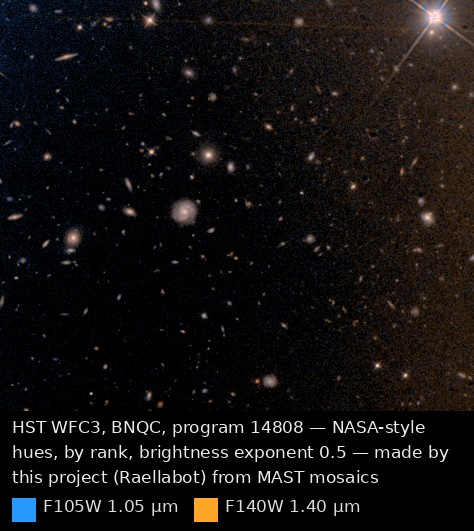 HST WFC3, BNQC, program 14808 — NASA-style
hues, by rank, brightness exponent 0.5 — made by
this project (Raellabot) from MAST mosaics
F105W 1.05 µm F140W 1.40 µm